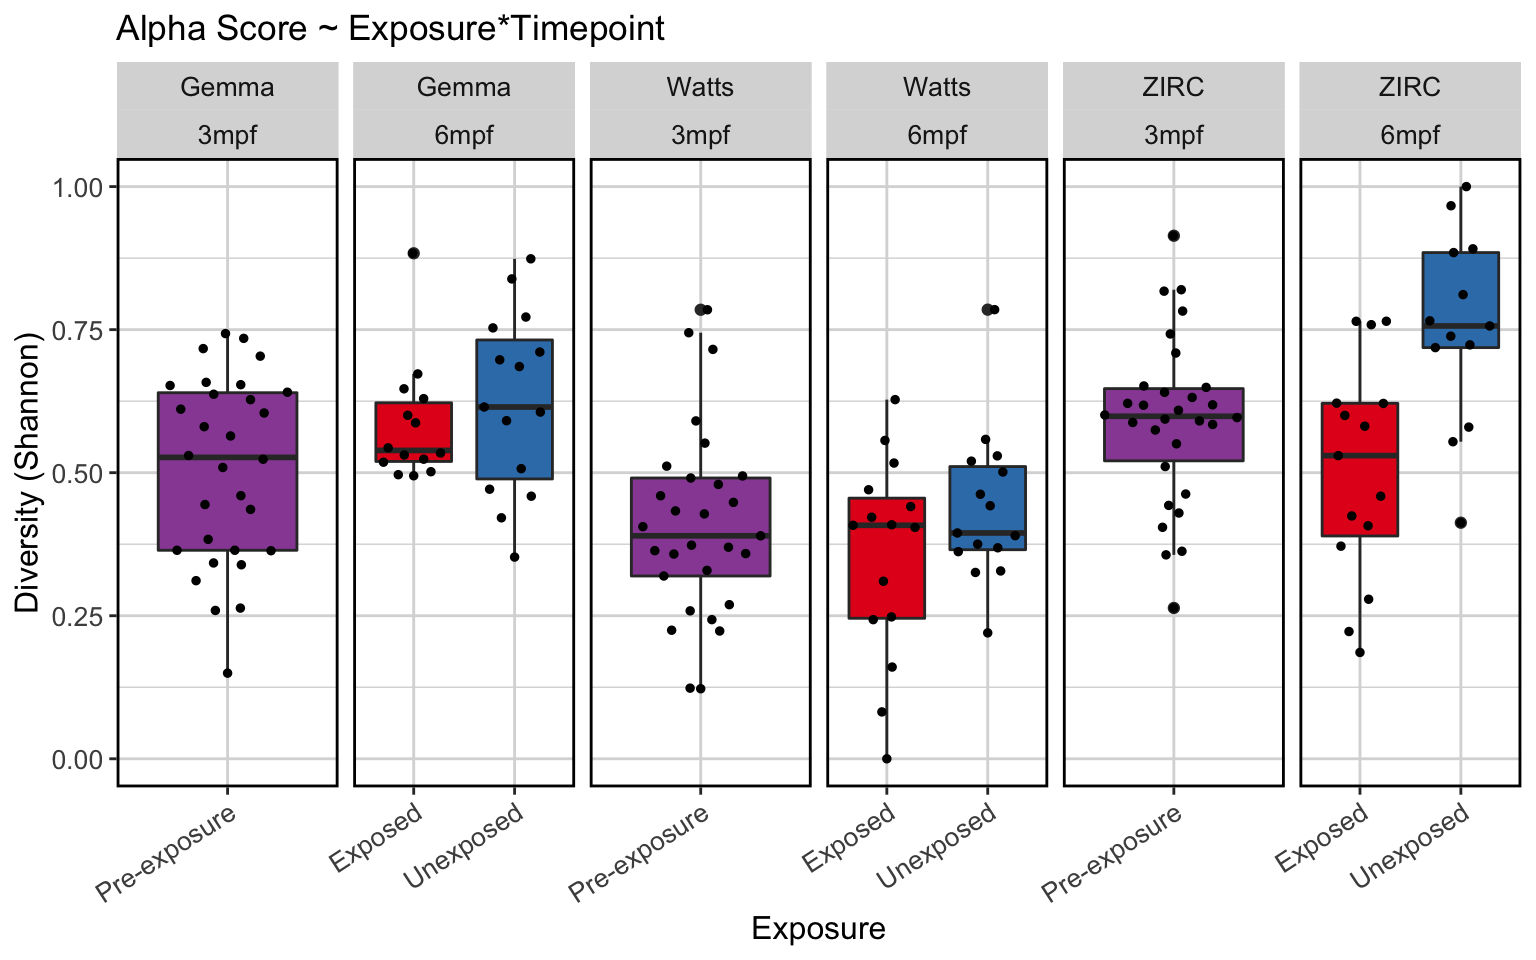 Alpha Score ~ Exposure*Timepoint
Gemma Gemma Watts Watts ZIRC ZIRC
3mpf 6mpf 3mpf 6mpf 3mpf 6mpf
Diversity (Shannon)
1.00
0.75
0.50
0.25
0.00
Pre-exposure Exposed Unexposed Pre-exposure Exposed Unexposed Pre-exposure Exposed Unexposed
Exposure